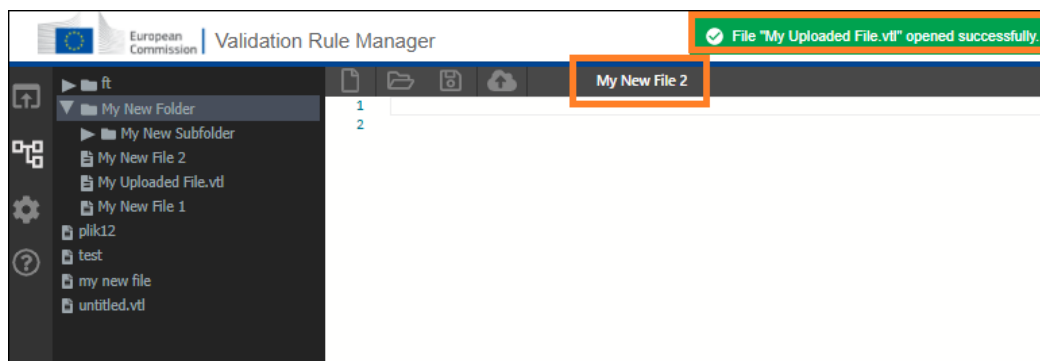 European
Commission
Validation Rule Manager
File "My Uploaded File.vtl" opened successfully.
ft
My New Folder
My New Subfolder
My New File 2
My Uploaded File.vtl
My New File 1
plik12
test
my new file
untitled.vtl
My New File 2
1
2